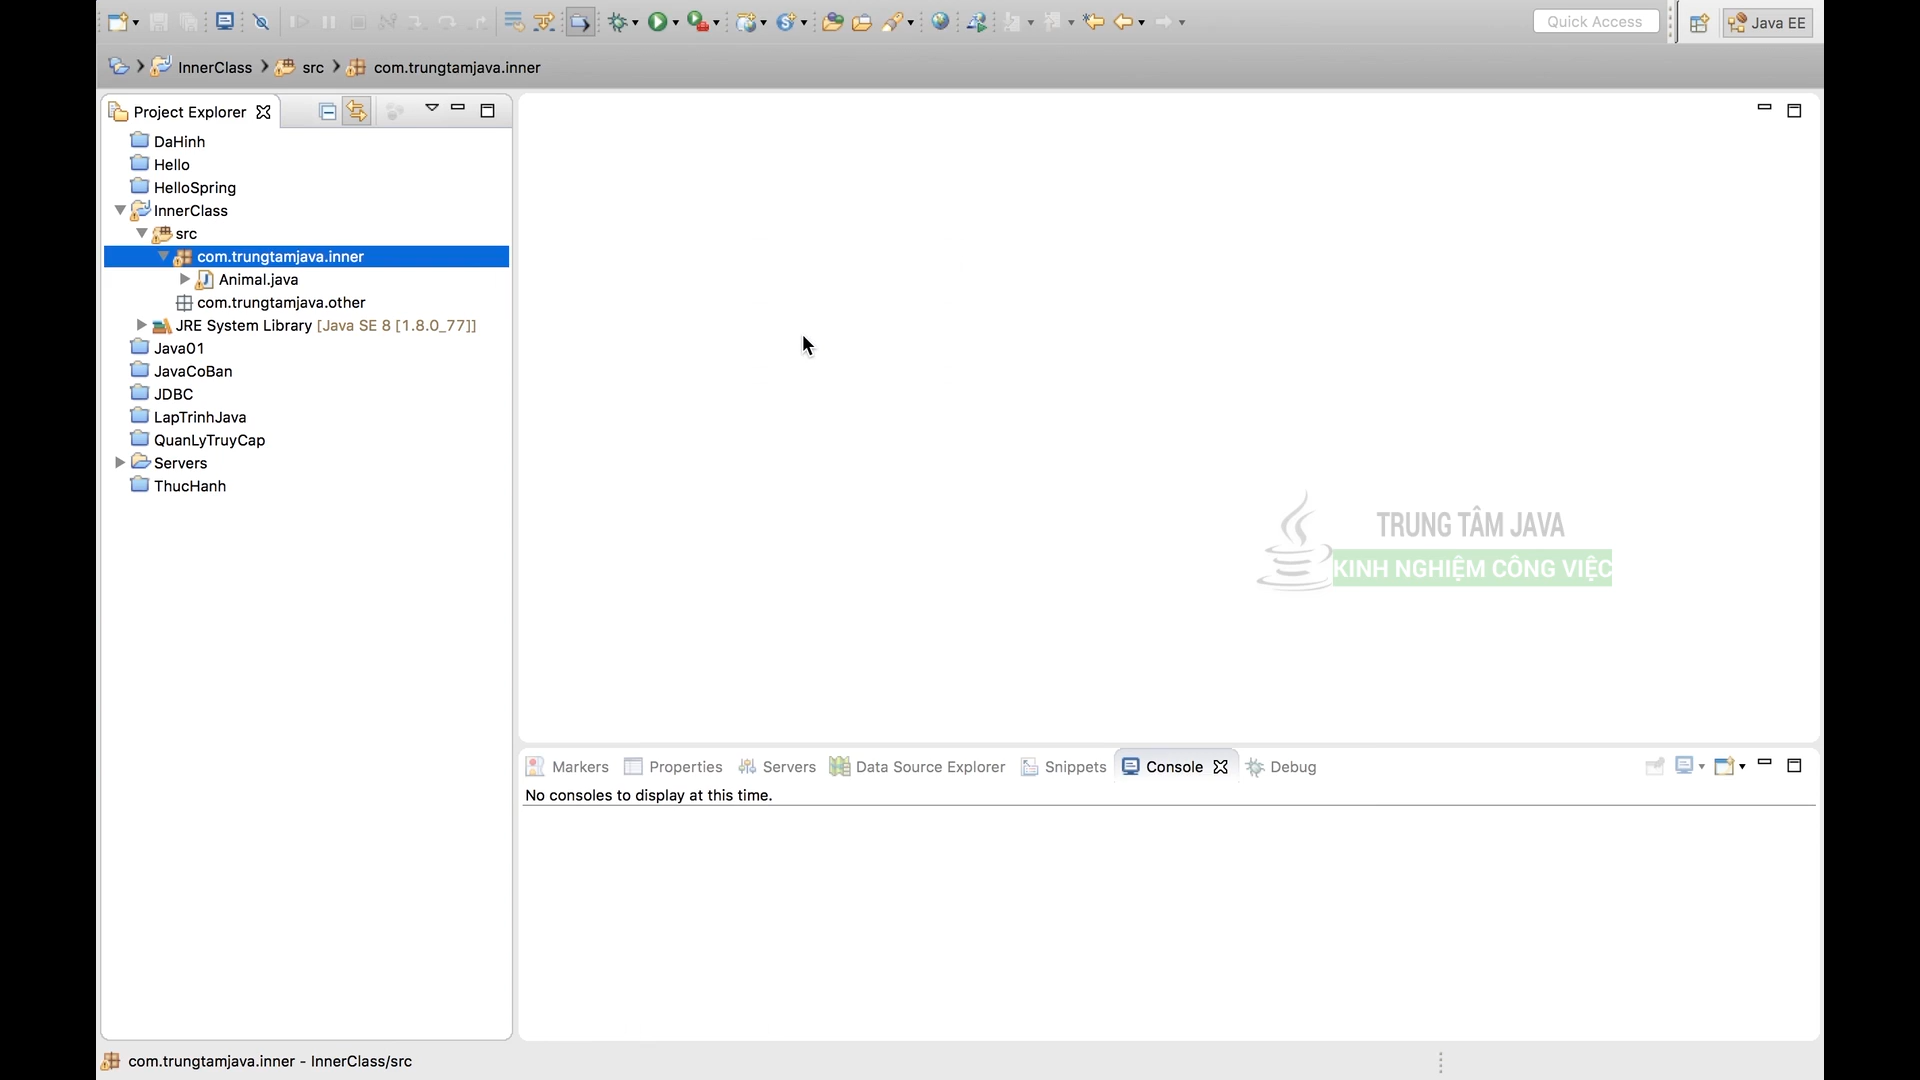 Quick Access
Java EE
InnerClass
src
com.trungtamjava.inner
Project Explorer
DaHinh
Hello
HelloSpring
InnerClass
src
com.trungtamjava.inner
Animal.java
com.trungtamjava.other
JRE System Library [Java SE 8 [1.8.0_77]]
Java01
JavaCoBan
JDBC
LapTrinhJava
QuanLyTruyCap
Servers
ThucHanh
TRUNG TÂM JAVA
KINH NGHIỆM CÔNG VIỆC
Markers
Properties
Servers
Data Source Explorer
Snippets
Console
Debug
No consoles to display at this time.
com.trungtamjava.inner - InnerClass/src